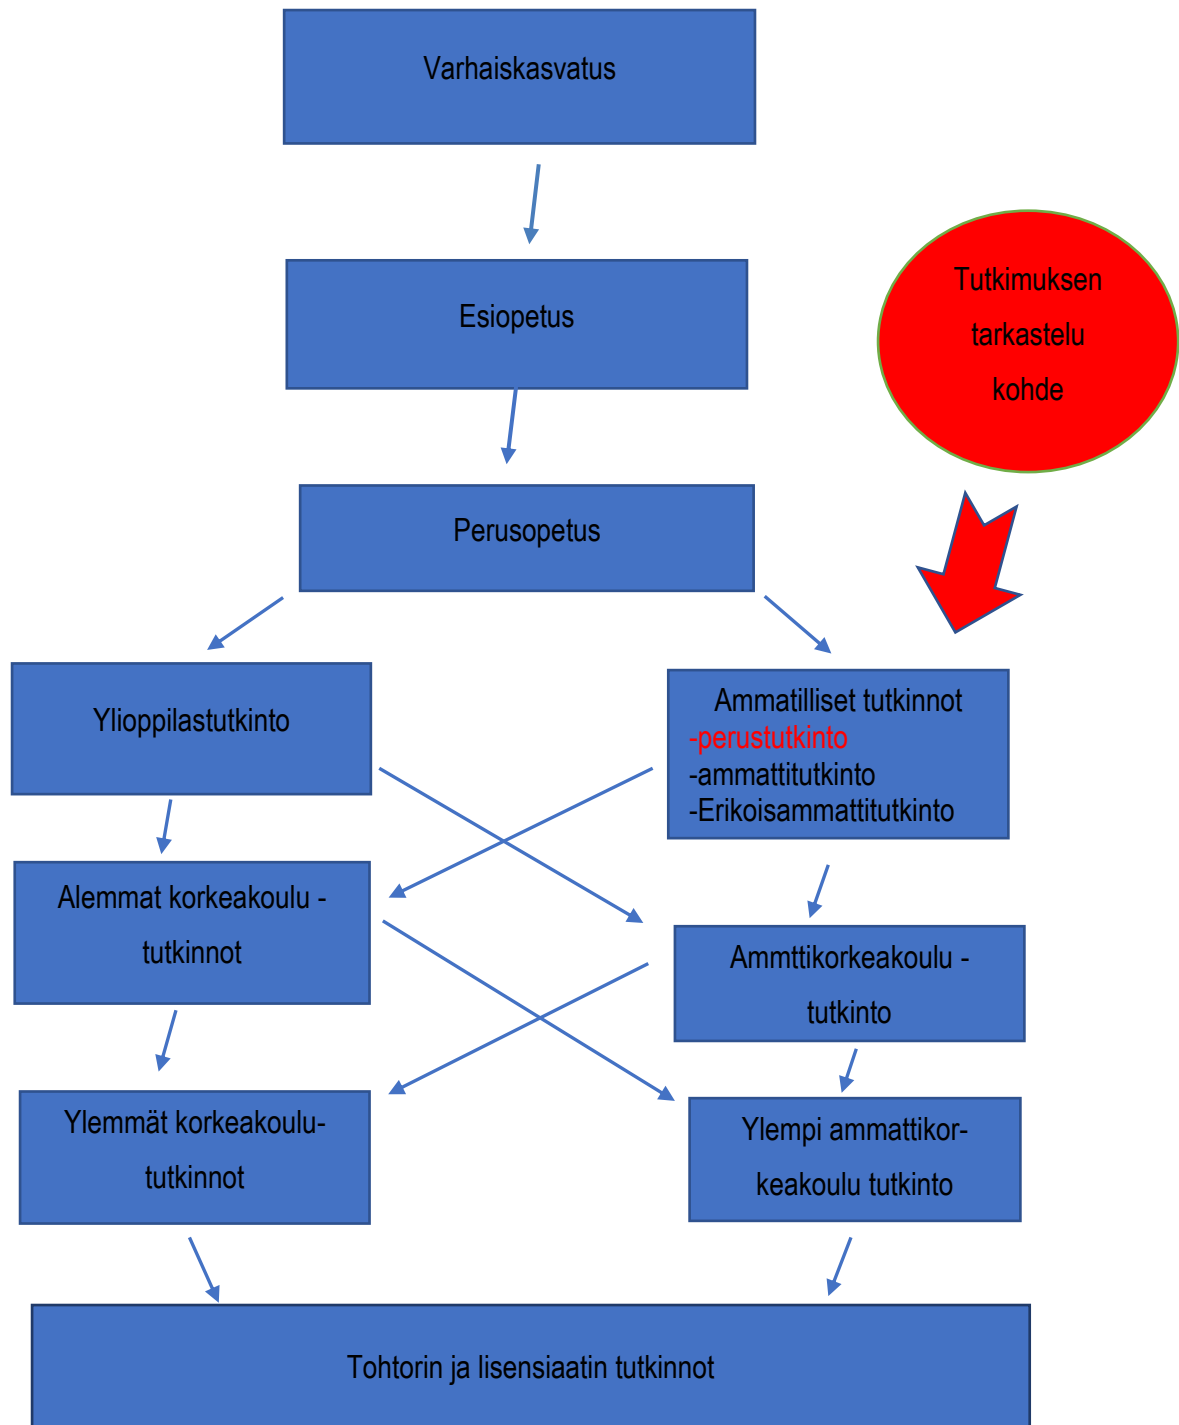 Varhaiskasvatus
Esiopetus
Tutkimuksen
tarkastelu
kohde
Perusopetus
Ylioppilastutkinto
Ammatilliset tutkinnot
-perustutkinto
-ammattitutkinto
-Erikoisammattitutkinto
Alemmat korkeakoulu -
tutkinnot
Ammttikorkeakoulu -
tutkinto
Ylemmät korkeakoulu-
tutkinnot
Ylempi ammattikor-
keakoulu tutkinto
Tohtorin ja lisensiaatin tutkinnot